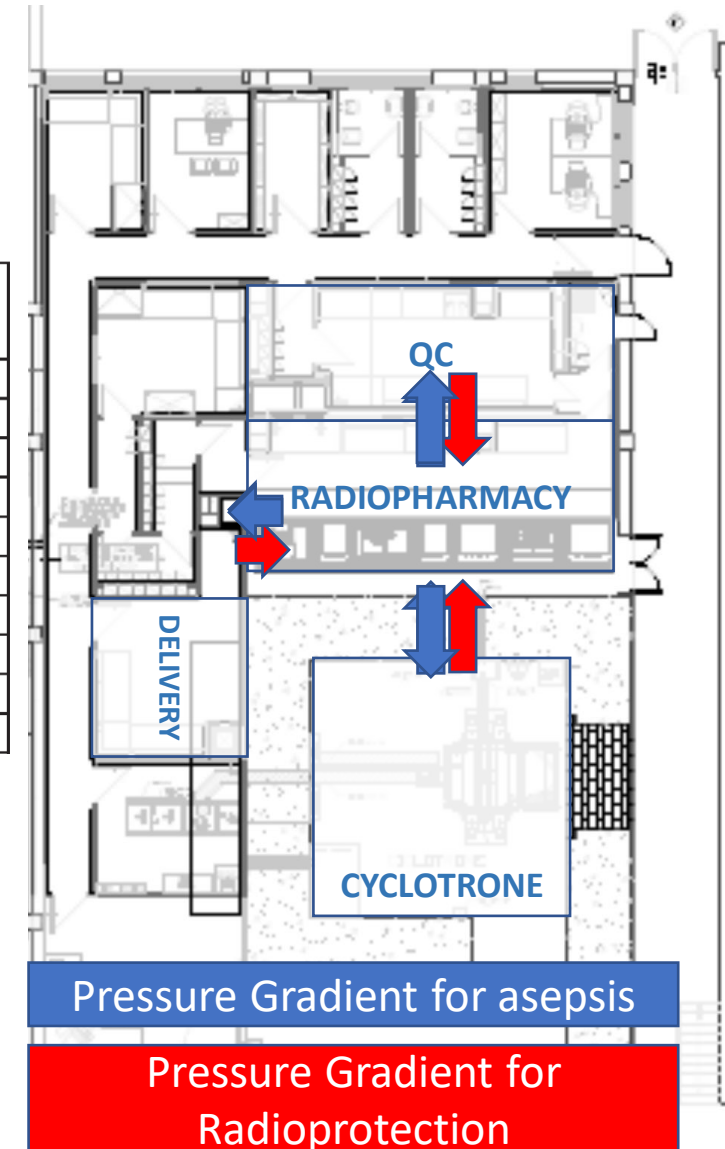 QC
RADIOPHARMACY
DELIVERY
CYCLOTRONE
Pressure Gradient for asepsis
Pressure Gradient for
Radioprotection